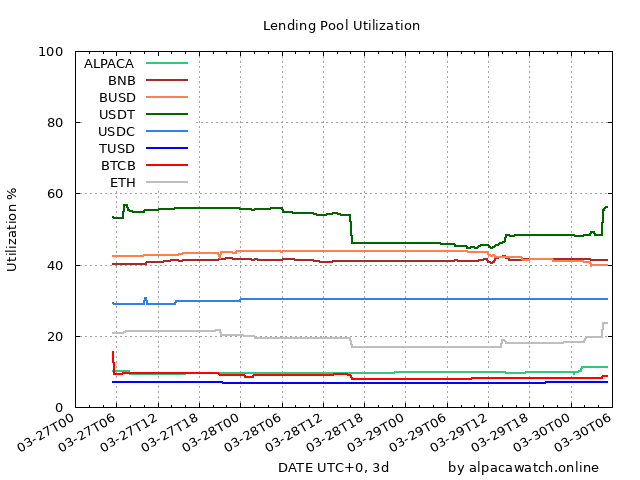 Lending Pool Utilization
100
80
60
40
20
0
Utilization %
ALPACA
BNB
BUSD
USDT
USDC
TUSD
BTCB
ETH
03-27T00
03-27T06
03-27T12
03-27T18
03-28T00
03-28T06
03-28T12
03-28T18
03-29T00
03-29T06
03-29T12
03-29T18
03-30T00
03-30T06
DATE UTC+0, 3d
by alpacawatch.online